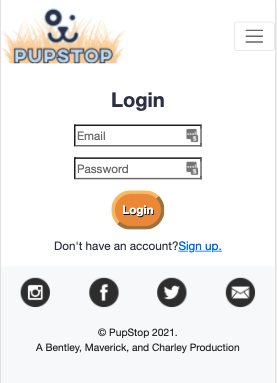 PUPSTOP
Login
Email
Password
Login
Don't have an account?Sign up.
© PupStop 2021.
A Bentley, Maverick, and Charley Production